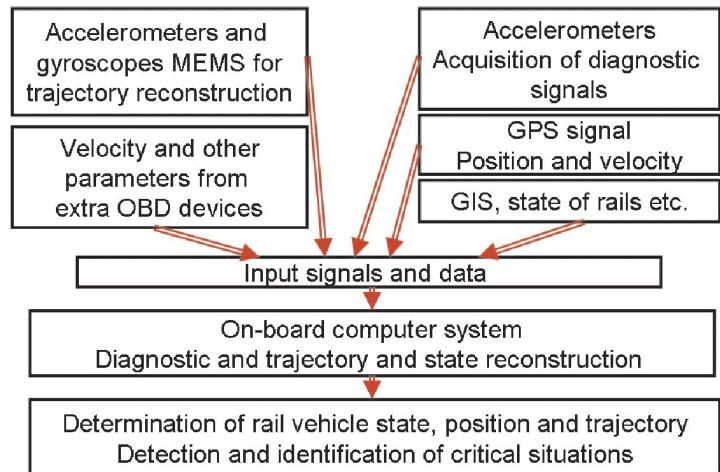 Accelerometers and
gyroscopes MEMS for
trajectory reconstruction
Velocity and other
parameters from
extra OBD devices
Accelerometers
Acquisition of diagnostic
signals
GPS signal
Position and velocity
GIS, state of rails etc.
Input signals and data
On-board computer system
Diagnostic and trajectory and state reconstruction
Determination of rail vehicle state, position and trajectory
Detection and identification of critical situations